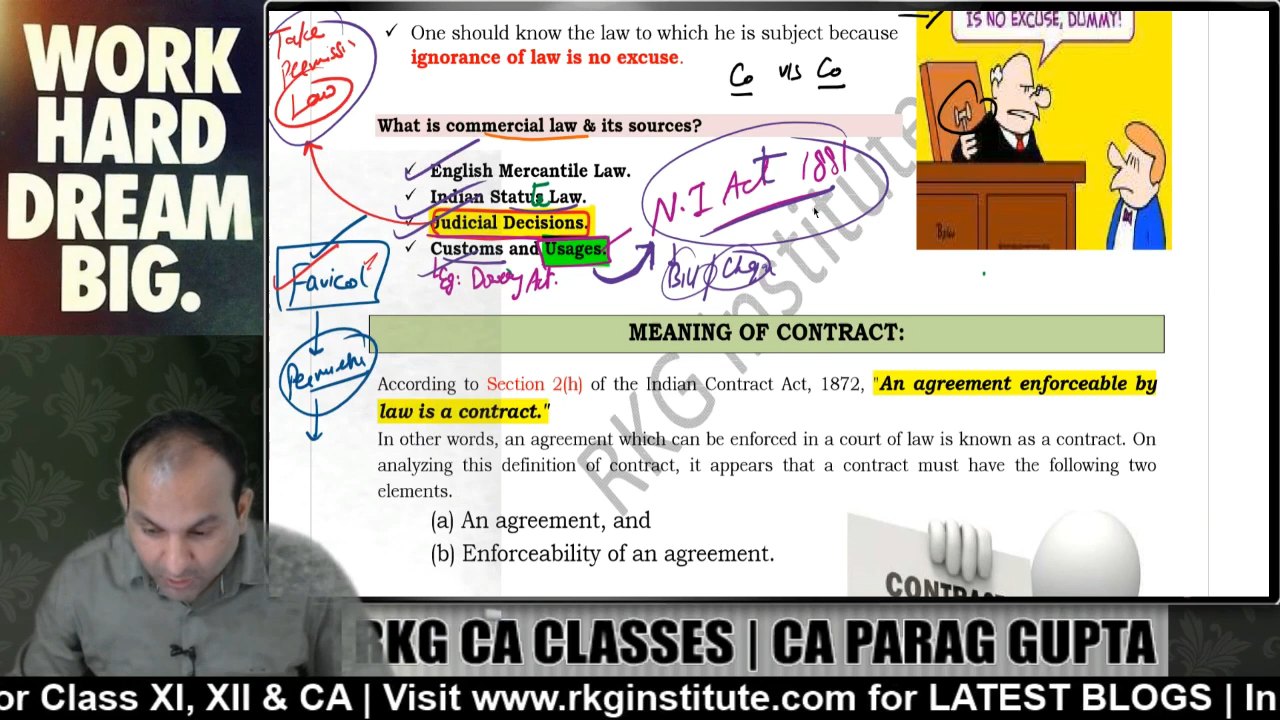 WORK
HARD
DREAM
BIG.
Take
Law
IS NO EXCUSE, DUMMY!
✓ One should know the law to which he is subject because
ignorance of law is no excuse.
Co v/s Co
What is commercial law & its sources?
✓ English Mercantile Law.
✓ Indian Status Law.
E
✓ Judicial Decisions.
✓ Customs and Usages.
Eg: Dowry Act.
N.I Act 1881
Favicol
MEANING OF CONTRACT:
According to Section 2(h) of the Indian Contract Act, 1872, "An agreement enforceable by
law is a contract."
In other words, an agreement which can be enforced in a court of law is known as a contract. On
analyzing this definition of contract, it appears that a contract must have the following two
elements.
(a) An agreement, and
(b) Enforceability of an agreement.
RKG Institute
RKG CA CLASSES | CA PARAG GUPTA
or Class XI, XII & CA | Visit www.rkginstitute.com for LATEST BLOGS | In